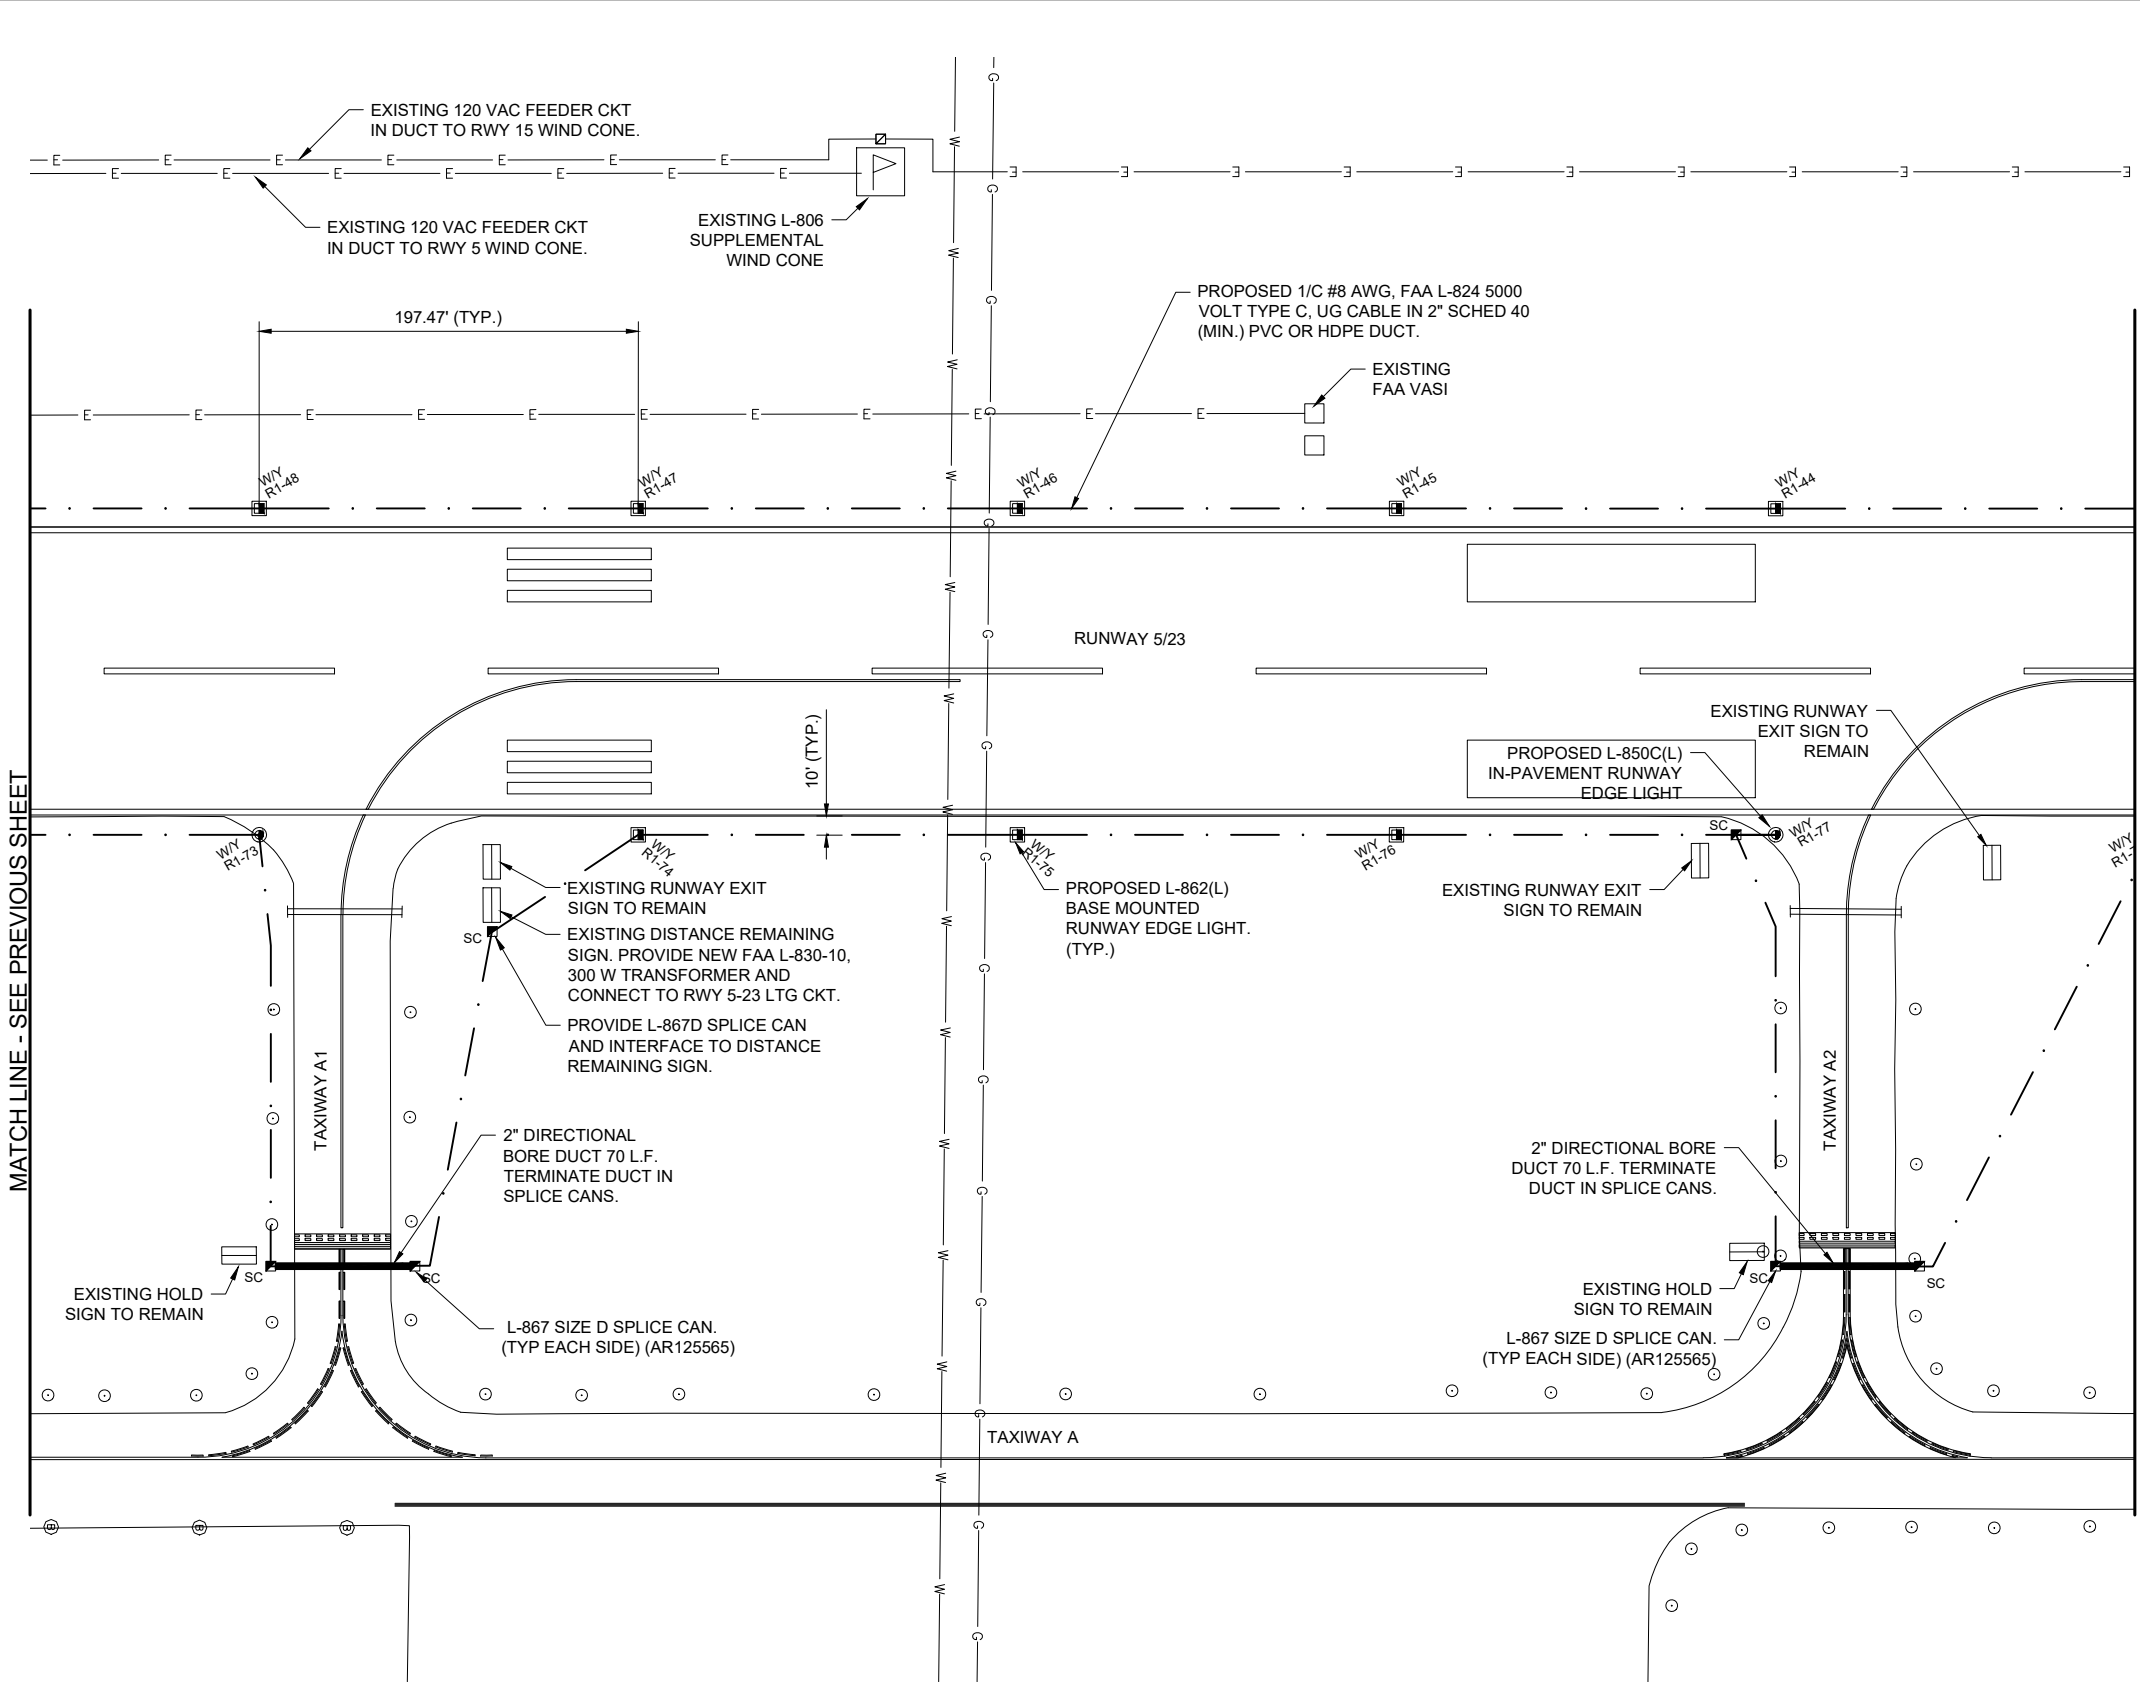 EXISTING 120 VAC FEEDER CKT
IN DUCT TO RWY 15 WIND CONE.
EXISTING 120 VAC FEEDER CKT
IN DUCT TO RWY 5 WIND CONE.
EXISTING L-806
SUPPLEMENTAL
WIND CONE
PROPOSED 1/C #8 AWG, FAA L-824 5000
VOLT TYPE C, UG CABLE IN 2" SCHED 40
(MIN.) PVC OR HDPE DUCT.
197.47' (TYP.)
EXISTING
FAA VASI
W/Y
R1-48
W/Y
R1-47
W/Y
R1-46
W/Y
R1-45
W/Y
R1-44
RUNWAY 5/23
10' (TYP.)
EXISTING RUNWAY
EXIT SIGN TO
REMAIN
PROPOSED L-850C(L)
IN-PAVEMENT RUNWAY
EDGE LIGHT
MATCH LINE - SEE PREVIOUS SHEET
W/Y
R1-73
W/Y
R1-74
W/Y
R1-75
W/Y
R1-76
SC
W/Y
R1-77
W/Y
R1-
EXISTING RUNWAY EXIT
SIGN TO REMAIN
SC
EXISTING DISTANCE REMAINING
SIGN. PROVIDE NEW FAA L-830-10,
300 W TRANSFORMER AND
CONNECT TO RWY 5-23 LTG CKT.
PROVIDE L-867D SPLICE CAN
AND INTERFACE TO DISTANCE
REMAINING SIGN.
PROPOSED L-862(L)
BASE MOUNTED
RUNWAY EDGE LIGHT.
(TYP.)
EXISTING RUNWAY EXIT
SIGN TO REMAIN
TAXIWAY A1
TAXIWAY A2
2" DIRECTIONAL
BORE DUCT 70 L.F.
TERMINATE DUCT IN
SPLICE CANS.
2" DIRECTIONAL BORE
DUCT 70 L.F. TERMINATE
DUCT IN SPLICE CANS.
SC
SC
SC
SC
EXISTING HOLD
SIGN TO REMAIN
EXISTING HOLD
SIGN TO REMAIN
L-867 SIZE D SPLICE CAN.
(TYP EACH SIDE) (AR125565)
L-867 SIZE D SPLICE CAN.
(TYP EACH SIDE) (AR125565)
TAXIWAY A